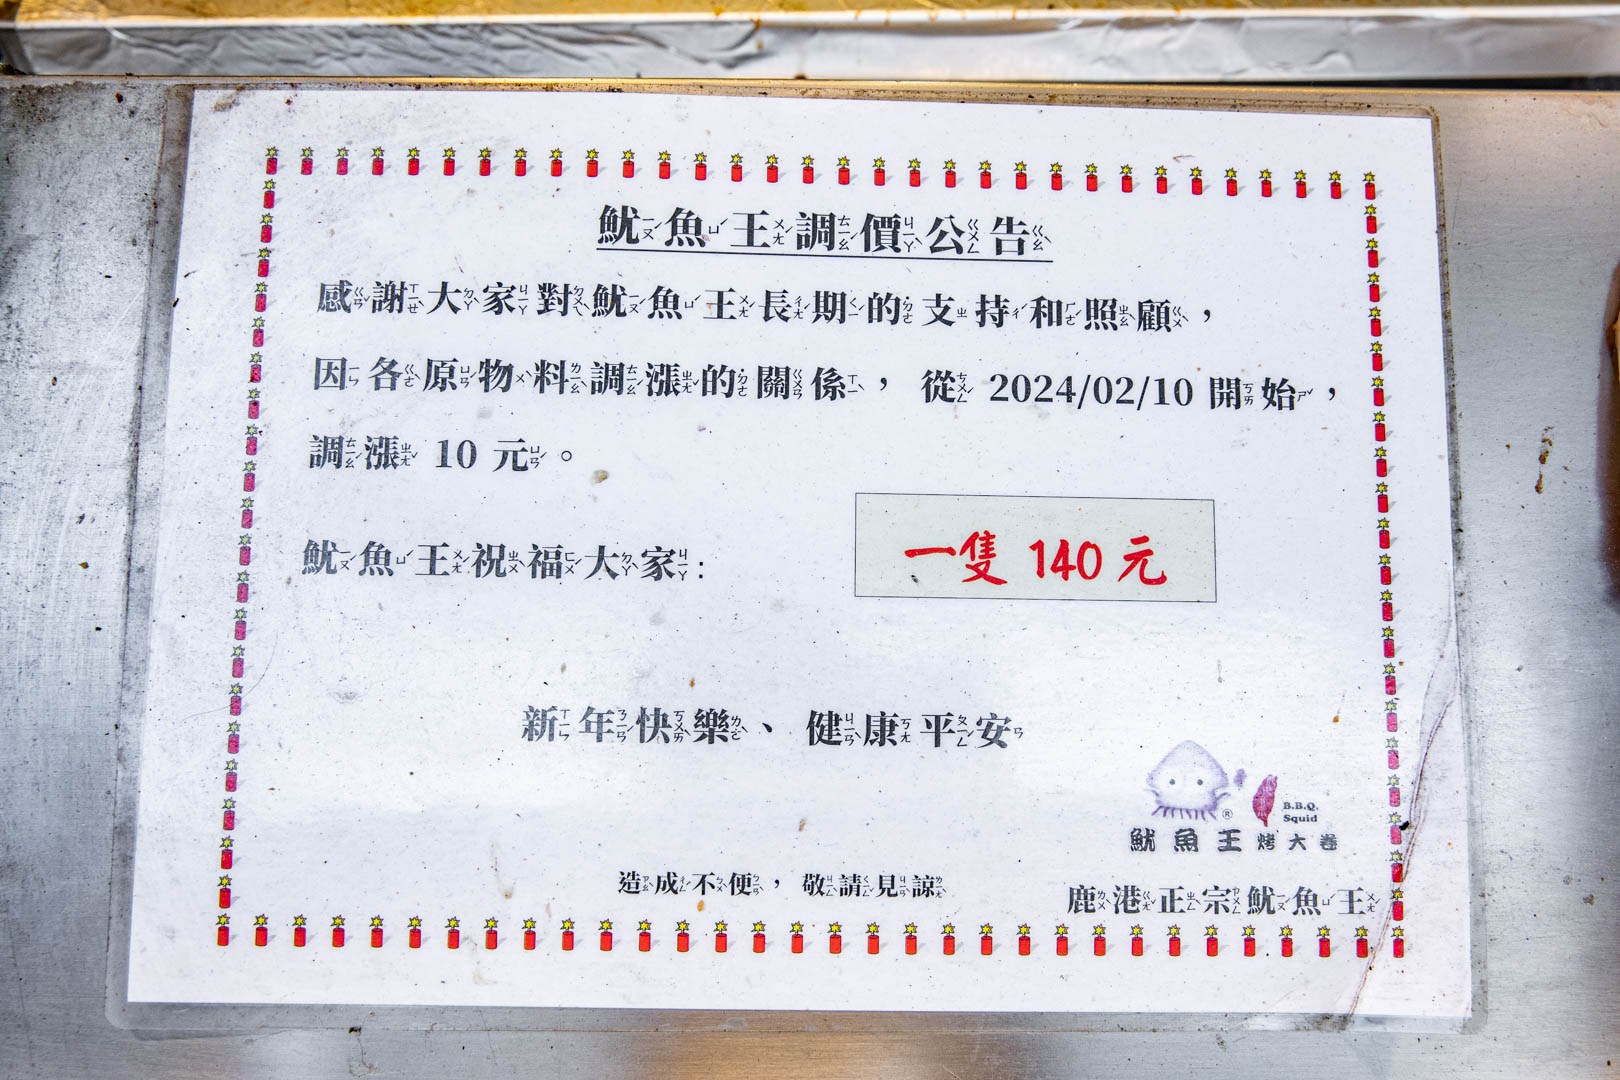 魷魚王調價公告
感謝大家對魷魚王長期的支持和照顧，
因各原物料調漲的關係， 從 2024/02/10 開始，
調漲 10 元。
魷魚王祝福大家:
一隻 140 元
新年快樂、 健康平安
B.B.Q.
Squid
®
魷魚王 烤大卷
造成不便， 敬請見諒
鹿港正宗魷魚王